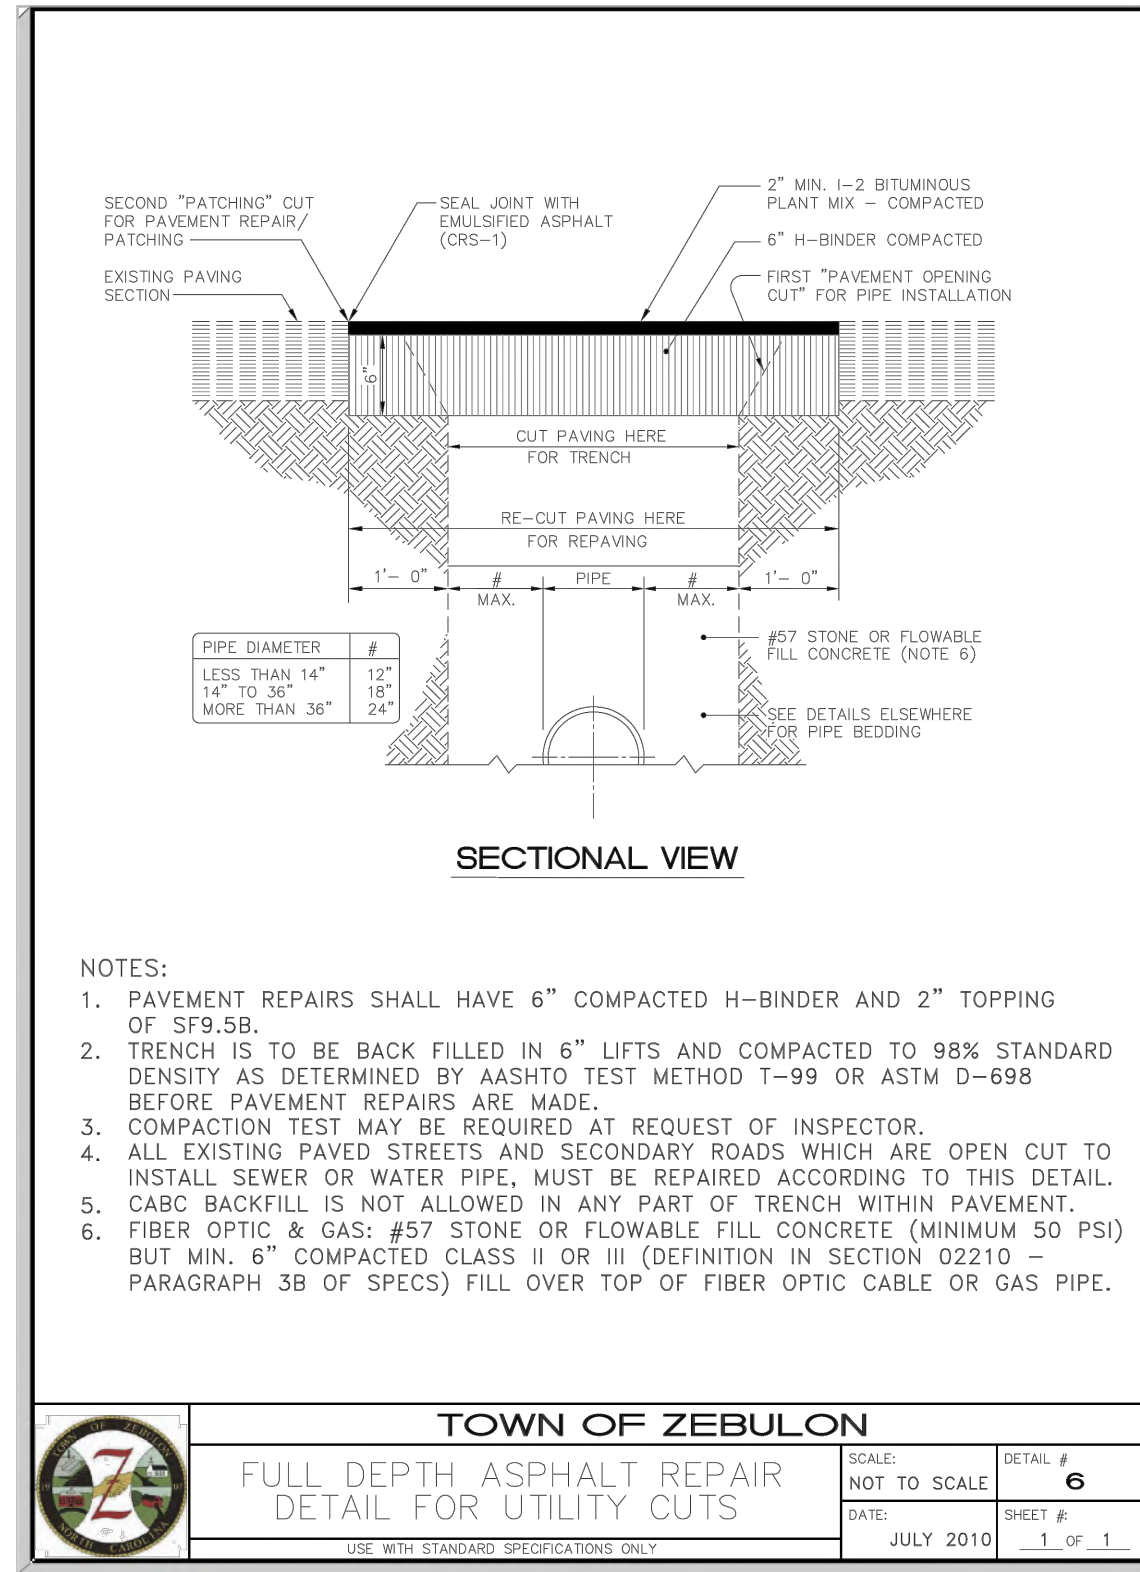 SECOND "PATCHING" CUT
FOR PAVEMENT REPAIR/
PATCHING
EXISTING PAVING
SECTION
SEAL JOINT WITH
EMULSIFIED ASPHALT
(CRS-1)
2" MIN. I-2 BITUMINOUS
PLANT MIX - COMPACTED
6" H-BINDER COMPACTED
FIRST "PAVEMENT OPENING
CUT" FOR PIPE INSTALLATION
6"
CUT PAVING HERE
FOR TRENCH
RE-CUT PAVING HERE
FOR REPAVING
1'- 0" # PIPE # 1'- 0"
MAX. MAX.
PIPE DIAMETER #
LESS THAN 14" 12"
14" TO 36" 18"
MORE THAN 36" 24"
#57 STONE OR FLOWABLE
FILL CONCRETE (NOTE 6)
SEE DETAILS ELSEWHERE
FOR PIPE BEDDING
SECTIONAL VIEW
NOTES:
1. PAVEMENT REPAIRS SHALL HAVE 6" COMPACTED H-BINDER AND 2" TOPPING
OF SF9.5B.
2. TRENCH IS TO BE BACK FILLED IN 6" LIFTS AND COMPACTED TO 98% STANDARD
DENSITY AS DETERMINED BY AASHTO TEST METHOD T-99 OR ASTM D-698
BEFORE PAVEMENT REPAIRS ARE MADE.
3. COMPACTION TEST MAY BE REQUIRED AT REQUEST OF INSPECTOR.
4. ALL EXISTING PAVED STREETS AND SECONDARY ROADS WHICH ARE OPEN CUT TO
INSTALL SEWER OR WATER PIPE, MUST BE REPAIRED ACCORDING TO THIS DETAIL.
5. CABC BACKFILL IS NOT ALLOWED IN ANY PART OF TRENCH WITHIN PAVEMENT.
6. FIBER OPTIC & GAS: #57 STONE OR FLOWABLE FILL CONCRETE (MINIMUM 50 PSI)
BUT MIN. 6" COMPACTED CLASS II OR III (DEFINITION IN SECTION 02210 -
PARAGRAPH 3B OF SPECS) FILL OVER TOP OF FIBER OPTIC CABLE OR GAS PIPE.
TOWN OF ZEBULON
19 Z 07
NORTH CAROLINA
TOWN OF ZEBULON
FULL DEPTH ASPHALT REPAIR
DETAIL FOR UTILITY CUTS
USE WITH STANDARD SPECIFICATIONS ONLY
SCALE:
NOT TO SCALE
DETAIL #
6
DATE:
JULY 2010
SHEET #:
1 OF 1